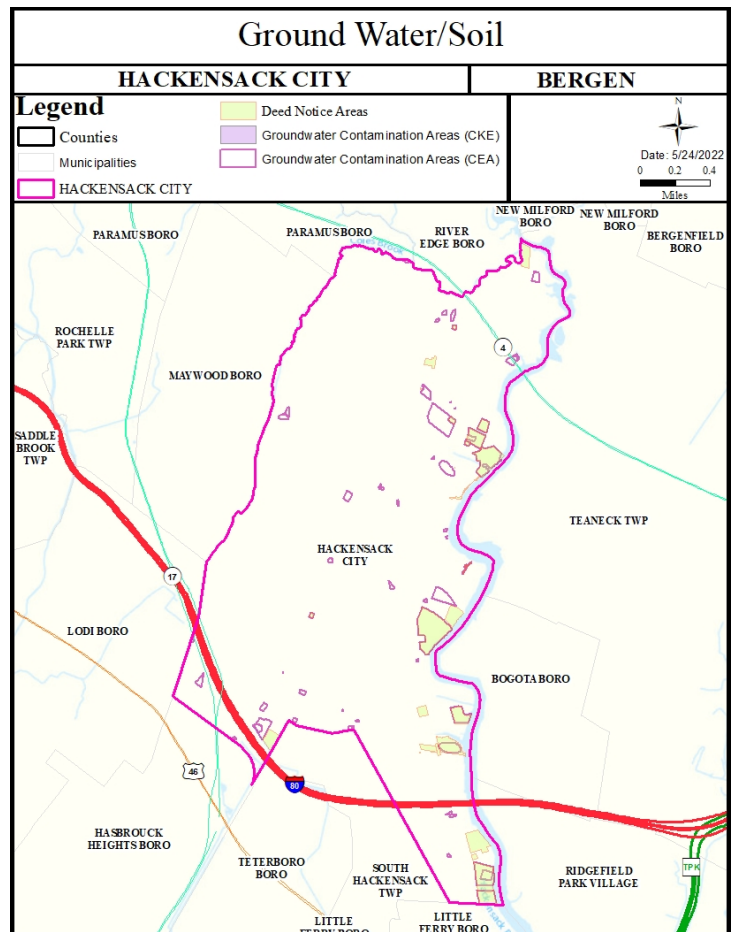 Ground Water/Soil
HACKENSACK CITY
BERGEN
Legend
Counties
Municipalities
HACKENSACK CITY
Deed Notice Areas
Groundwater Contamination Areas (CKE)
Groundwater Contamination Areas (CEA)
N
Date: 5/24/2022
0 0.2 0.4
Miles
NEW MILFORD
BORO
NEW MILFORD
BORO
PARAMUS BORO
PARAMUS BORO
RIVER
EDGE BORO
BERGENFIELD
BORO
ROCHELLE
PARK TWP
4
MAYWOOD BORO
SADDLE
BROOK
TWP
TEANECK TWP
HACKENSACK
CITY
17
LODI BORO
BOGOTA BORO
46
80
HASBROUCK
HEIGHTS BORO
TETERBORO
BORO
SOUTH
HACKENSACK
TWP
RIDGEFIELD
PARK VILLAGE
TPK
LITTLE
FERRY BORO
LITTLE
FERRY BORO